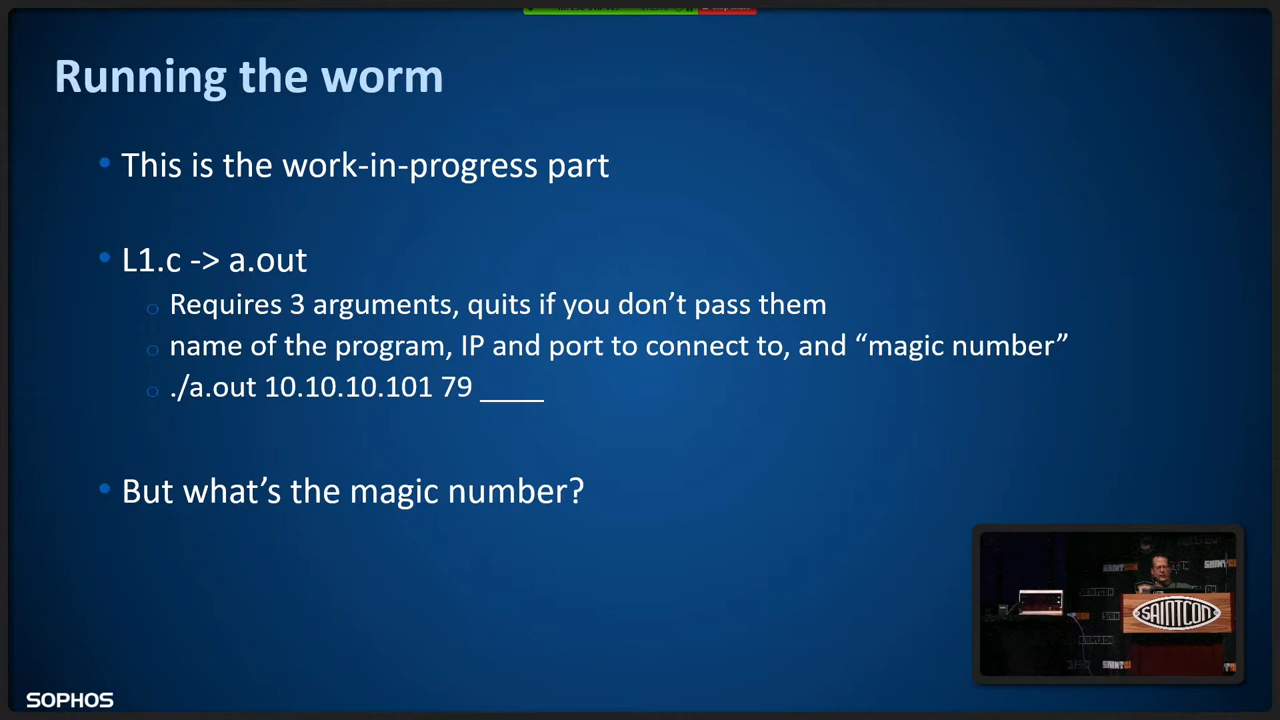 Running the worm
• This is the work-in-progress part
• L1.c -> a.out
o Requires 3 arguments, quits if you don’t pass them
o name of the program, IP and port to connect to, and “magic number”
o ./a.out 10.10.10.101 79 ____
• But what’s the magic number?
SAINTCON
SOPHOS